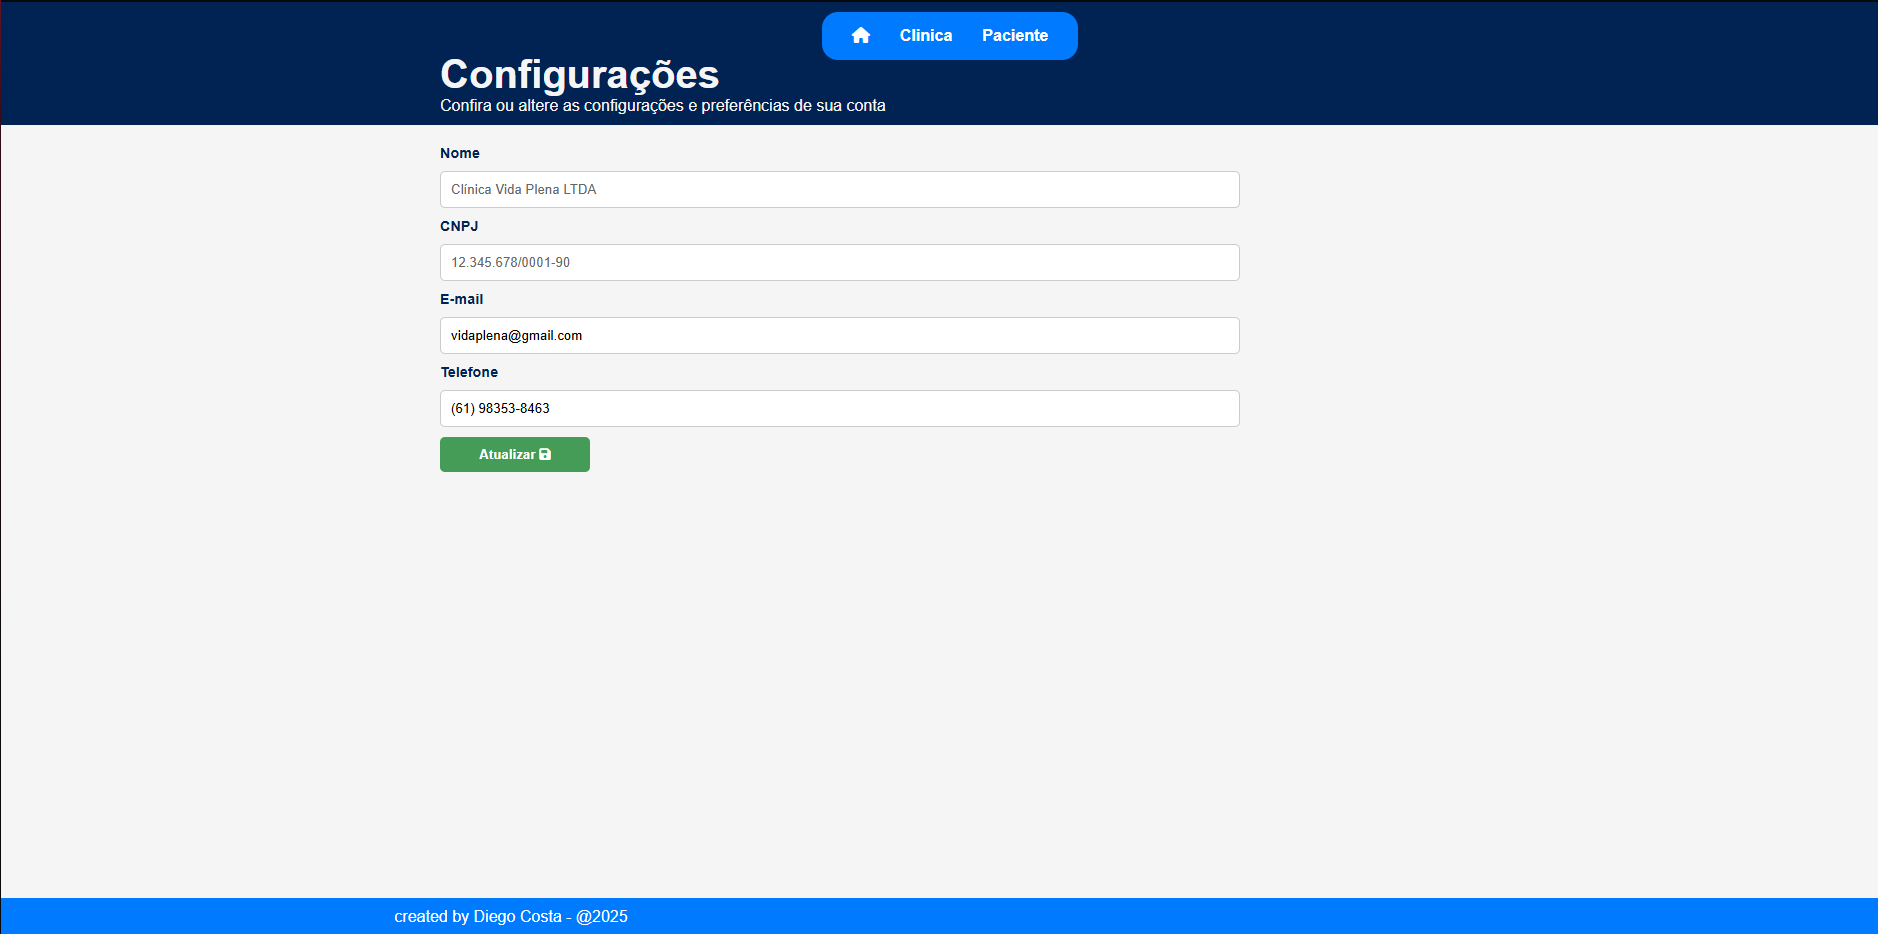 Clinica Paciente
Configurações
Confira ou altere as configurações e preferências de sua conta
Nome
Clínica Vida Plena LTDA
CNPJ
12.345.678/0001-90
E-mail
vidaplena@gmail.com
Telefone
(61) 98353-8463
Atualizar
created by Diego Costa - @2025